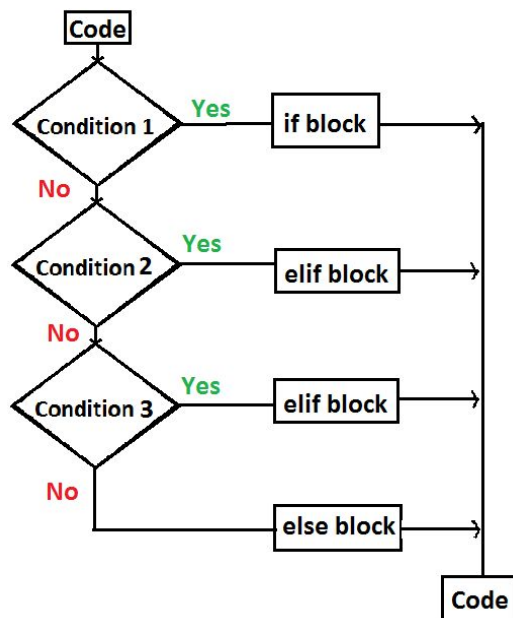 Code
Condition 1
Yes
if block
No
Condition 2
Yes
elif block
No
Condition 3
Yes
elif block
No
else block
Code